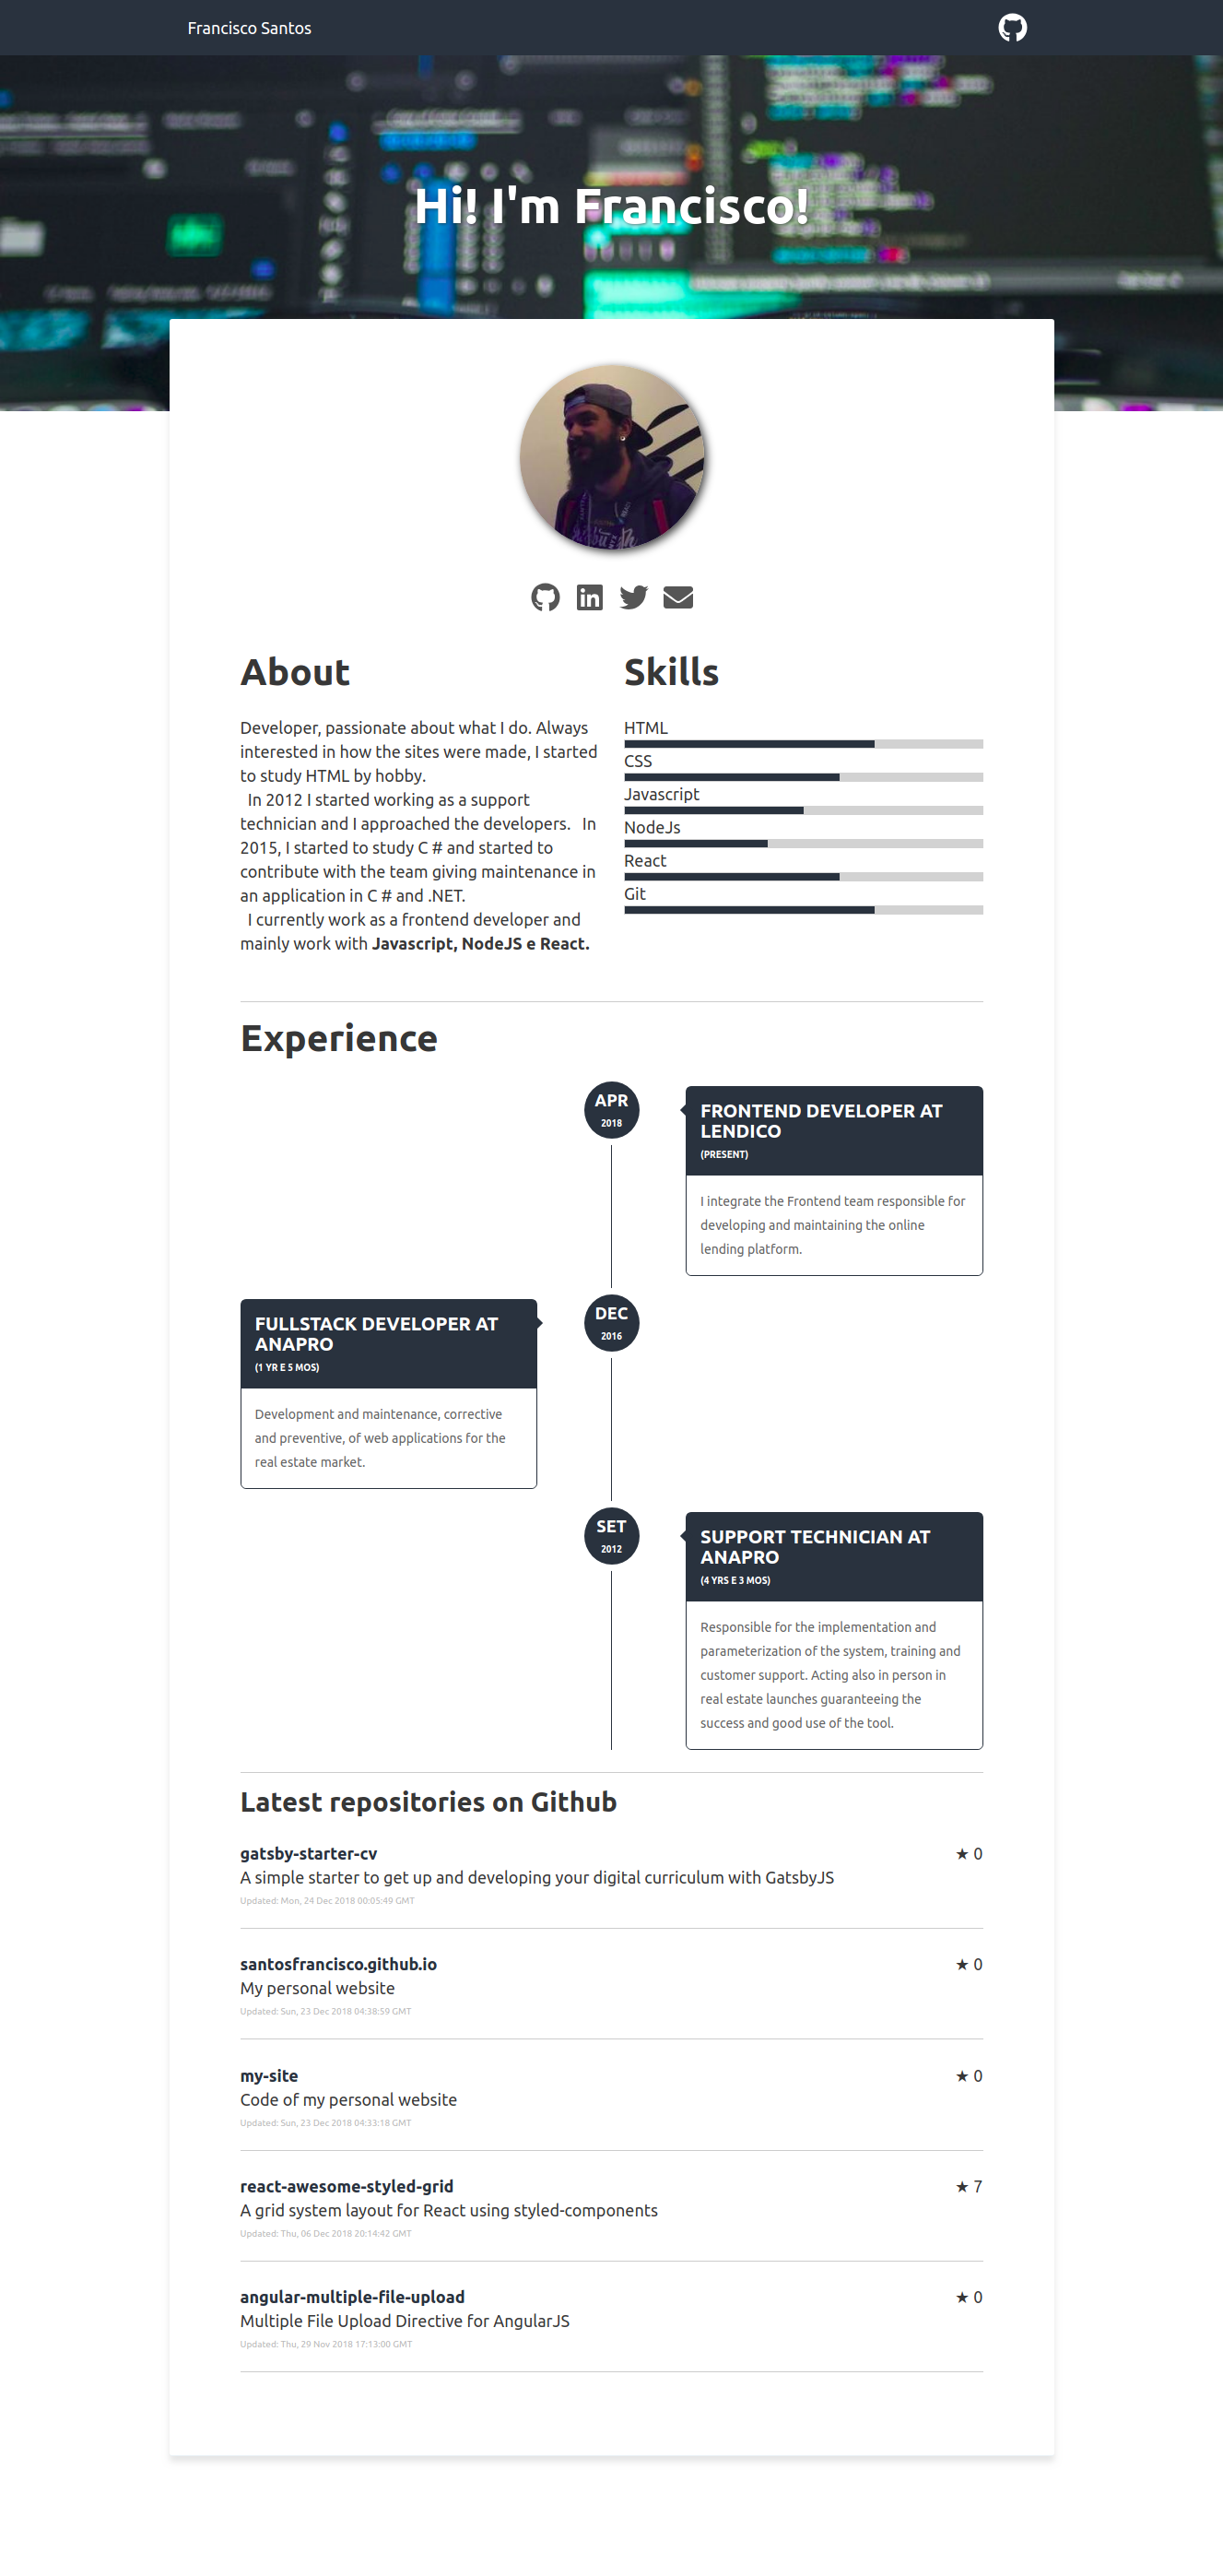 Francisco Santos
Hi! I'm Francisco!
About
Developer, passionate about what I do. Always
interested in how the sites were made, I started
to study HTML by hobby.
In 2012 I started working as a support
technician and I approached the developers. In
2015, I started to study C # and started to
contribute with the team giving maintenance in
an application in C # and .NET.
I currently work as a frontend developer and
mainly work with Javascript, NodeJS e React.
Skills
HTML
CSS
Javascript
NodeJs
React
Git
Experience
APR
2018
FRONTEND DEVELOPER AT
LENDICO
(PRESENT)
I integrate the Frontend team responsible for
developing and maintaining the online
lending platform.
DEC
2016
FULLSTACK DEVELOPER AT
ANAPRO
(1 YR E 5 MOS)
Development and maintenance, corrective
and preventive, of web applications for the
real estate market.
SET
2012
SUPPORT TECHNICIAN AT
ANAPRO
(4 YRS E 3 MOS)
Responsible for the implementation and
parameterization of the system, training and
customer support. Acting also in person in
real estate launches guaranteeing the
success and good use of the tool.
Latest repositories on Github
gatsby-starter-cv ★ 0
A simple starter to get up and developing your digital curriculum with GatsbyJS
Updated: Mon, 24 Dec 2018 00:05:49 GMT
santosfrancisco.github.io ★ 0
My personal website
Updated: Sun, 23 Dec 2018 04:38:59 GMT
my-site ★ 0
Code of my personal website
Updated: Sun, 23 Dec 2018 04:33:18 GMT
react-awesome-styled-grid ★ 7
A grid system layout for React using styled-components
Updated: Thu, 06 Dec 2018 20:14:42 GMT
angular-multiple-file-upload ★ 0
Multiple File Upload Directive for AngularJS
Updated: Thu, 29 Nov 2018 17:13:00 GMT